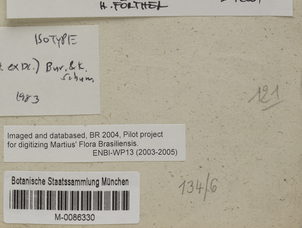 H. FÖRTHER
ISOTYPE
ex DC.) Bur. & K.
Schum.
1983
121
Imaged and databased, BR 2004, Pilot project
for digitizing Martius' Flora Brasiliensis.
ENBI-WP13 (2003-2005)
134/6
Botanische Staatssammlung München
M-0086330